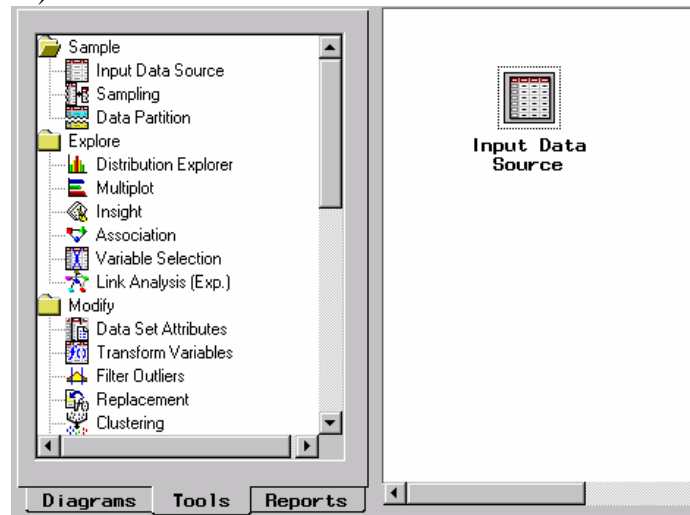 Sample
Input Data Source
Sampling
Data Partition
Explore
Distribution Explorer
Multiplot
Insight
Association
Variable Selection
Link Analysis (Exp.)
Modify
Data Set Attributes
Transform Variables
Filter Outliers
Replacement
Clustering
Diagrams Tools Reports
Input Data
Source